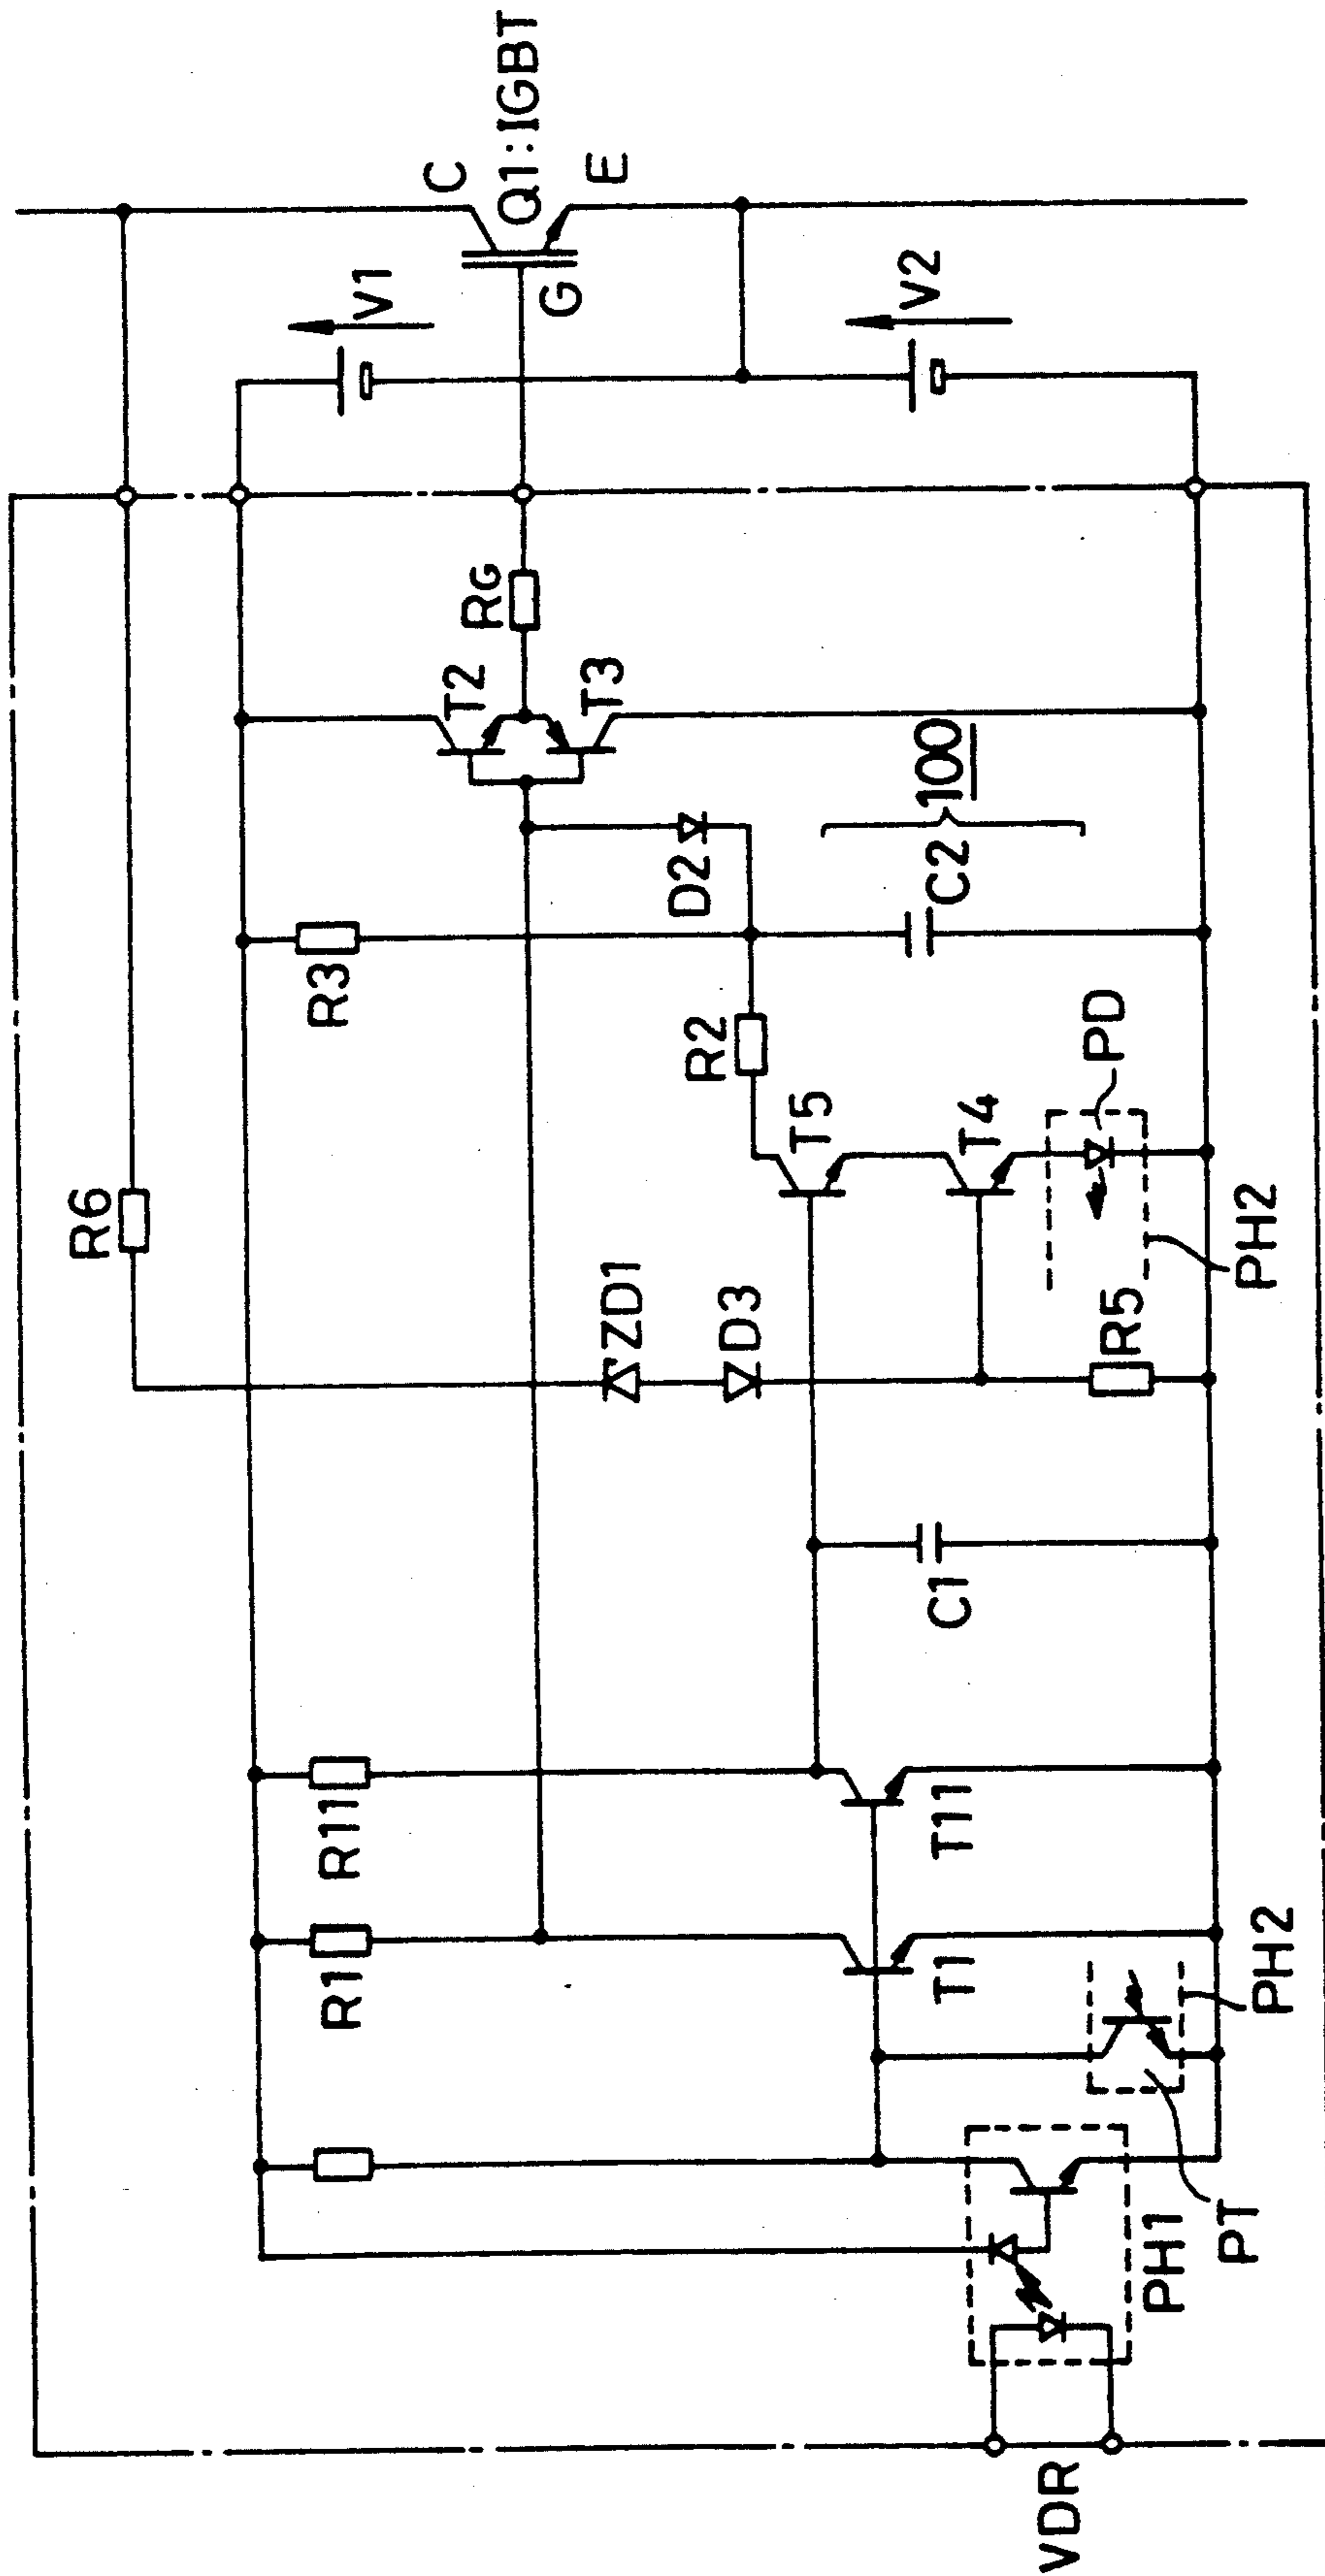 VDR
PH1
PT
PH2
R1
T1
R11
T11
C1
R6
ZD1
D3
R5
PH2
T5
T4
PD
R2
R3
D2
C2
100
T2
T3
RG
V1
V2
C
G
E
Q1:IGBT